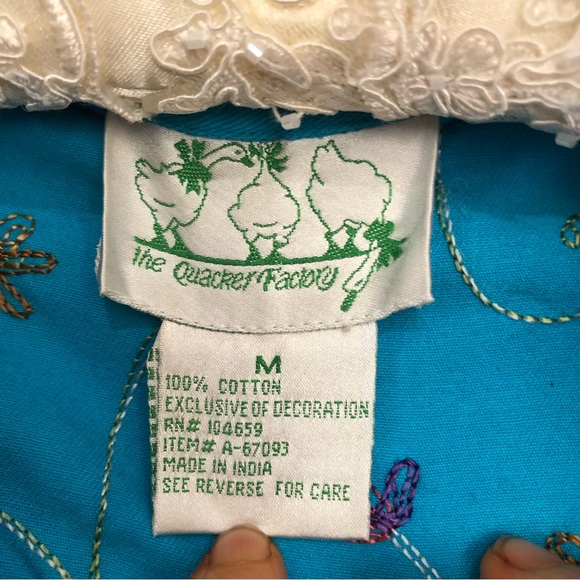 the Quacker Factory
M
100% COTTON
EXCLUSIVE OF DECORATION
RN# 104659
ITEM# A-67093
MADE IN INDIA
SEE REVERSE FOR CARE